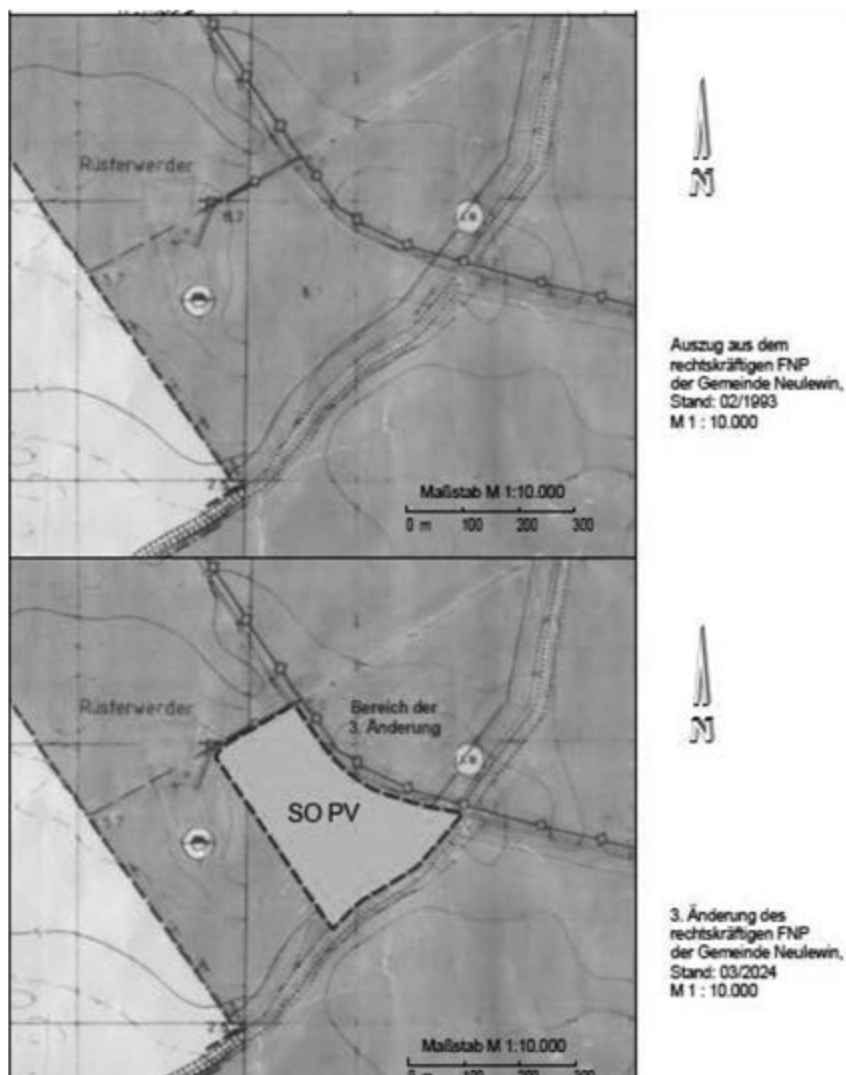 Rüsterwerder
N
Auszug aus dem
rechtskräftigen FNP
der Gemeinde Neulewin,
Stand: 02/1993
M 1 : 10.000
Maßstab M 1:10.000
0 m 100 200 300
Rüsterwerder
Bereich der
3. Änderung
SO PV
N
3. Änderung des
rechtskräftigen FNP
der Gemeinde Neulewin,
Stand: 03/2024
M 1 : 10.000
Maßstab M 1:10.000